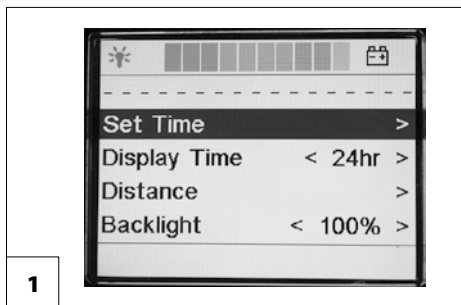 Set Time >
Display Time < 24hr >
Distance >
Backlight < 100% >
1